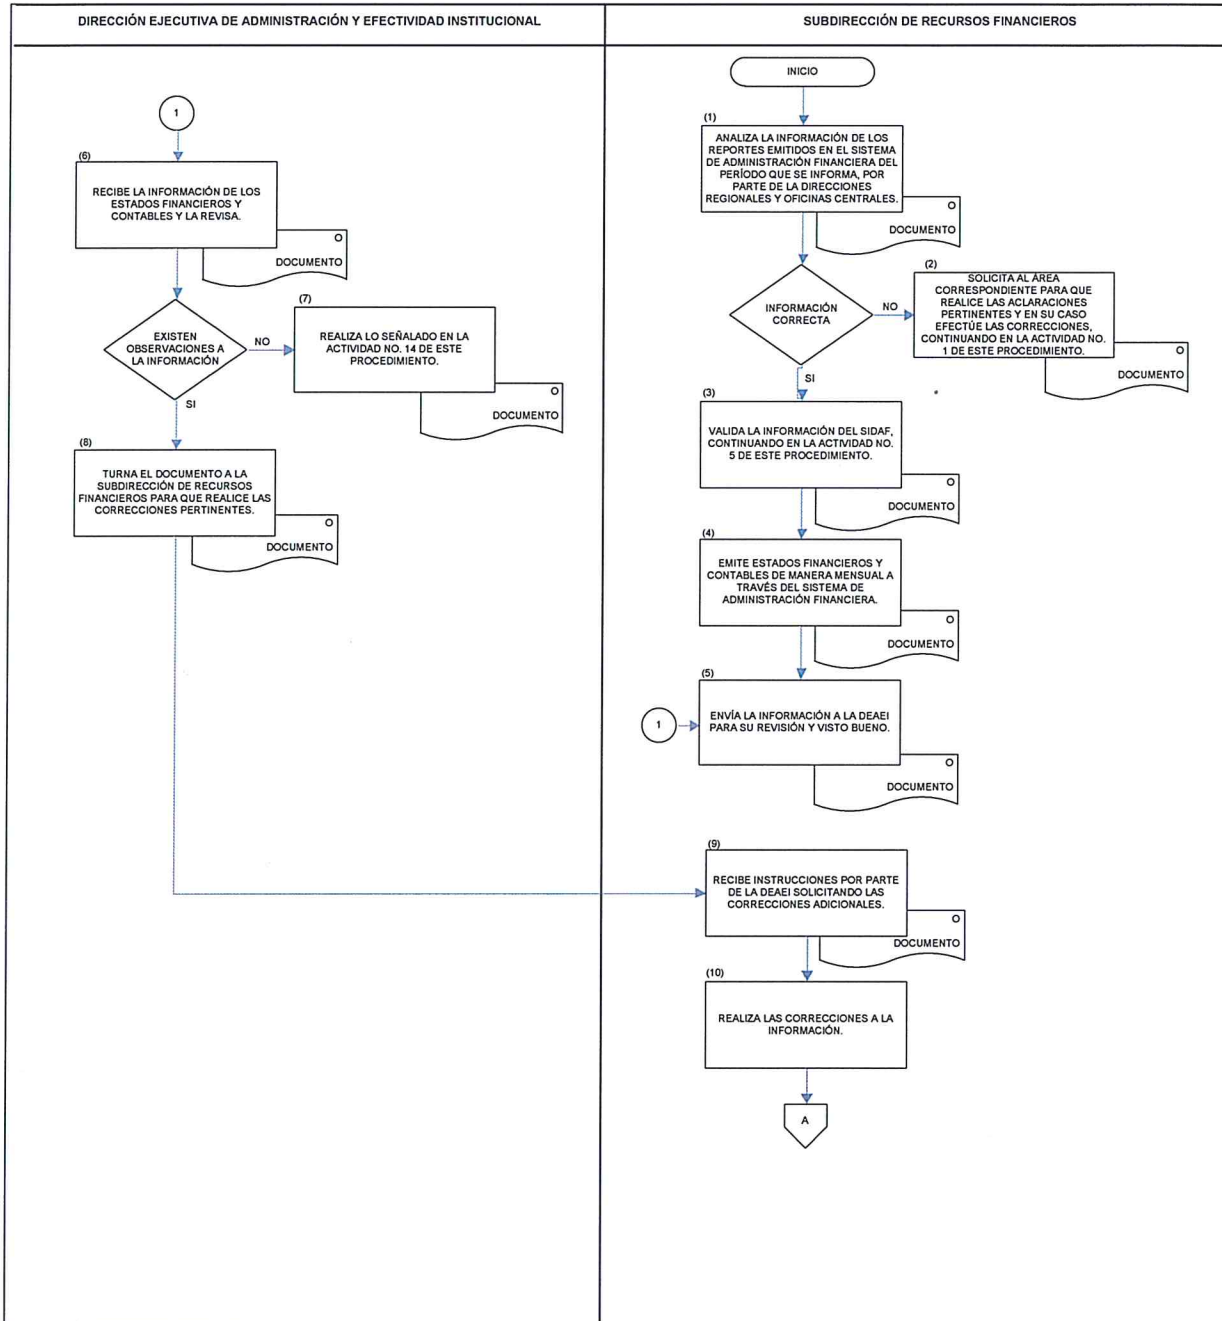 DIRECCIÓN EJECUTIVA DE ADMINISTRACIÓN Y EFECTIVIDAD INSTITUCIONAL
SUBDIRECCIÓN DE RECURSOS FINANCIEROS
1
(6)
RECIBE LA INFORMACIÓN DE LOS
ESTADOS FINANCIEROS Y
CONTABLES Y LA REVISA.
O
DOCUMENTO
EXISTEN
OBSERVACIONES A
LA INFORMACIÓN
NO
(7)
REALIZA LO SEÑALADO EN LA
ACTIVIDAD NO. 14 DE ESTE
PROCEDIMIENTO.
O
DOCUMENTO
SI
(8)
TURNA EL DOCUMENTO A LA
SUBDIRECCIÓN DE RECURSOS
FINANCIEROS PARA QUE REALICE LAS
CORRECCIONES PERTINENTES.
O
DOCUMENTO
INICIO
(1)
ANALIZA LA INFORMACIÓN DE LOS
REPORTES EMITIDOS EN EL SISTEMA
DE ADMINISTRACIÓN FINANCIERA DEL
PERÍODO QUE SE INFORMA, POR
PARTE DE LA DIRECCIONES
REGIONALES Y OFICINAS CENTRALES.
O
DOCUMENTO
INFORMACIÓN
CORRECTA
NO
(2)
SOLICITA AL ÁREA
CORRESPONDIENTE PARA QUE
REALICE LAS ACLARACIONES
PERTINENTES Y EN SU CASO
EFECTÚE LAS CORRECCIONES,
CONTINUANDO EN LA ACTIVIDAD NO.
1 DE ESTE PROCEDIMIENTO.
O
DOCUMENTO
SI
(3)
VALIDA LA INFORMACIÓN DEL SIDAF,
CONTINUANDO EN LA ACTIVIDAD NO.
5 DE ESTE PROCEDIMIENTO.
O
DOCUMENTO
(4)
EMITE ESTADOS FINANCIEROS Y
CONTABLES DE MANERA MENSUAL A
TRAVÉS DEL SISTEMA DE
ADMINISTRACIÓN FINANCIERA.
O
DOCUMENTO
(5)
1
ENVÍA LA INFORMACIÓN A LA DEAEI
PARA SU REVISIÓN Y VISTO BUENO.
O
DOCUMENTO
(9)
RECIBE INSTRUCCIONES POR PARTE
DE LA DEAEI SOLICITANDO LAS
CORRECCIONES ADICIONALES.
O
DOCUMENTO
(10)
REALIZA LAS CORRECCIONES A LA
INFORMACIÓN.
A